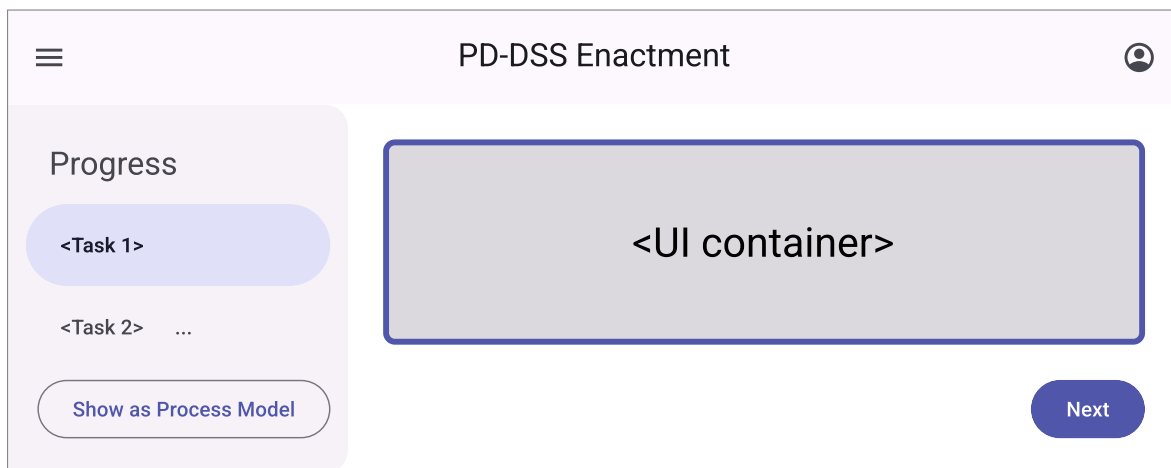 PD-DSS Enactment
Progress
<Task 1>
<Task 2> ...
Show as Process Model
<UI container>
Next